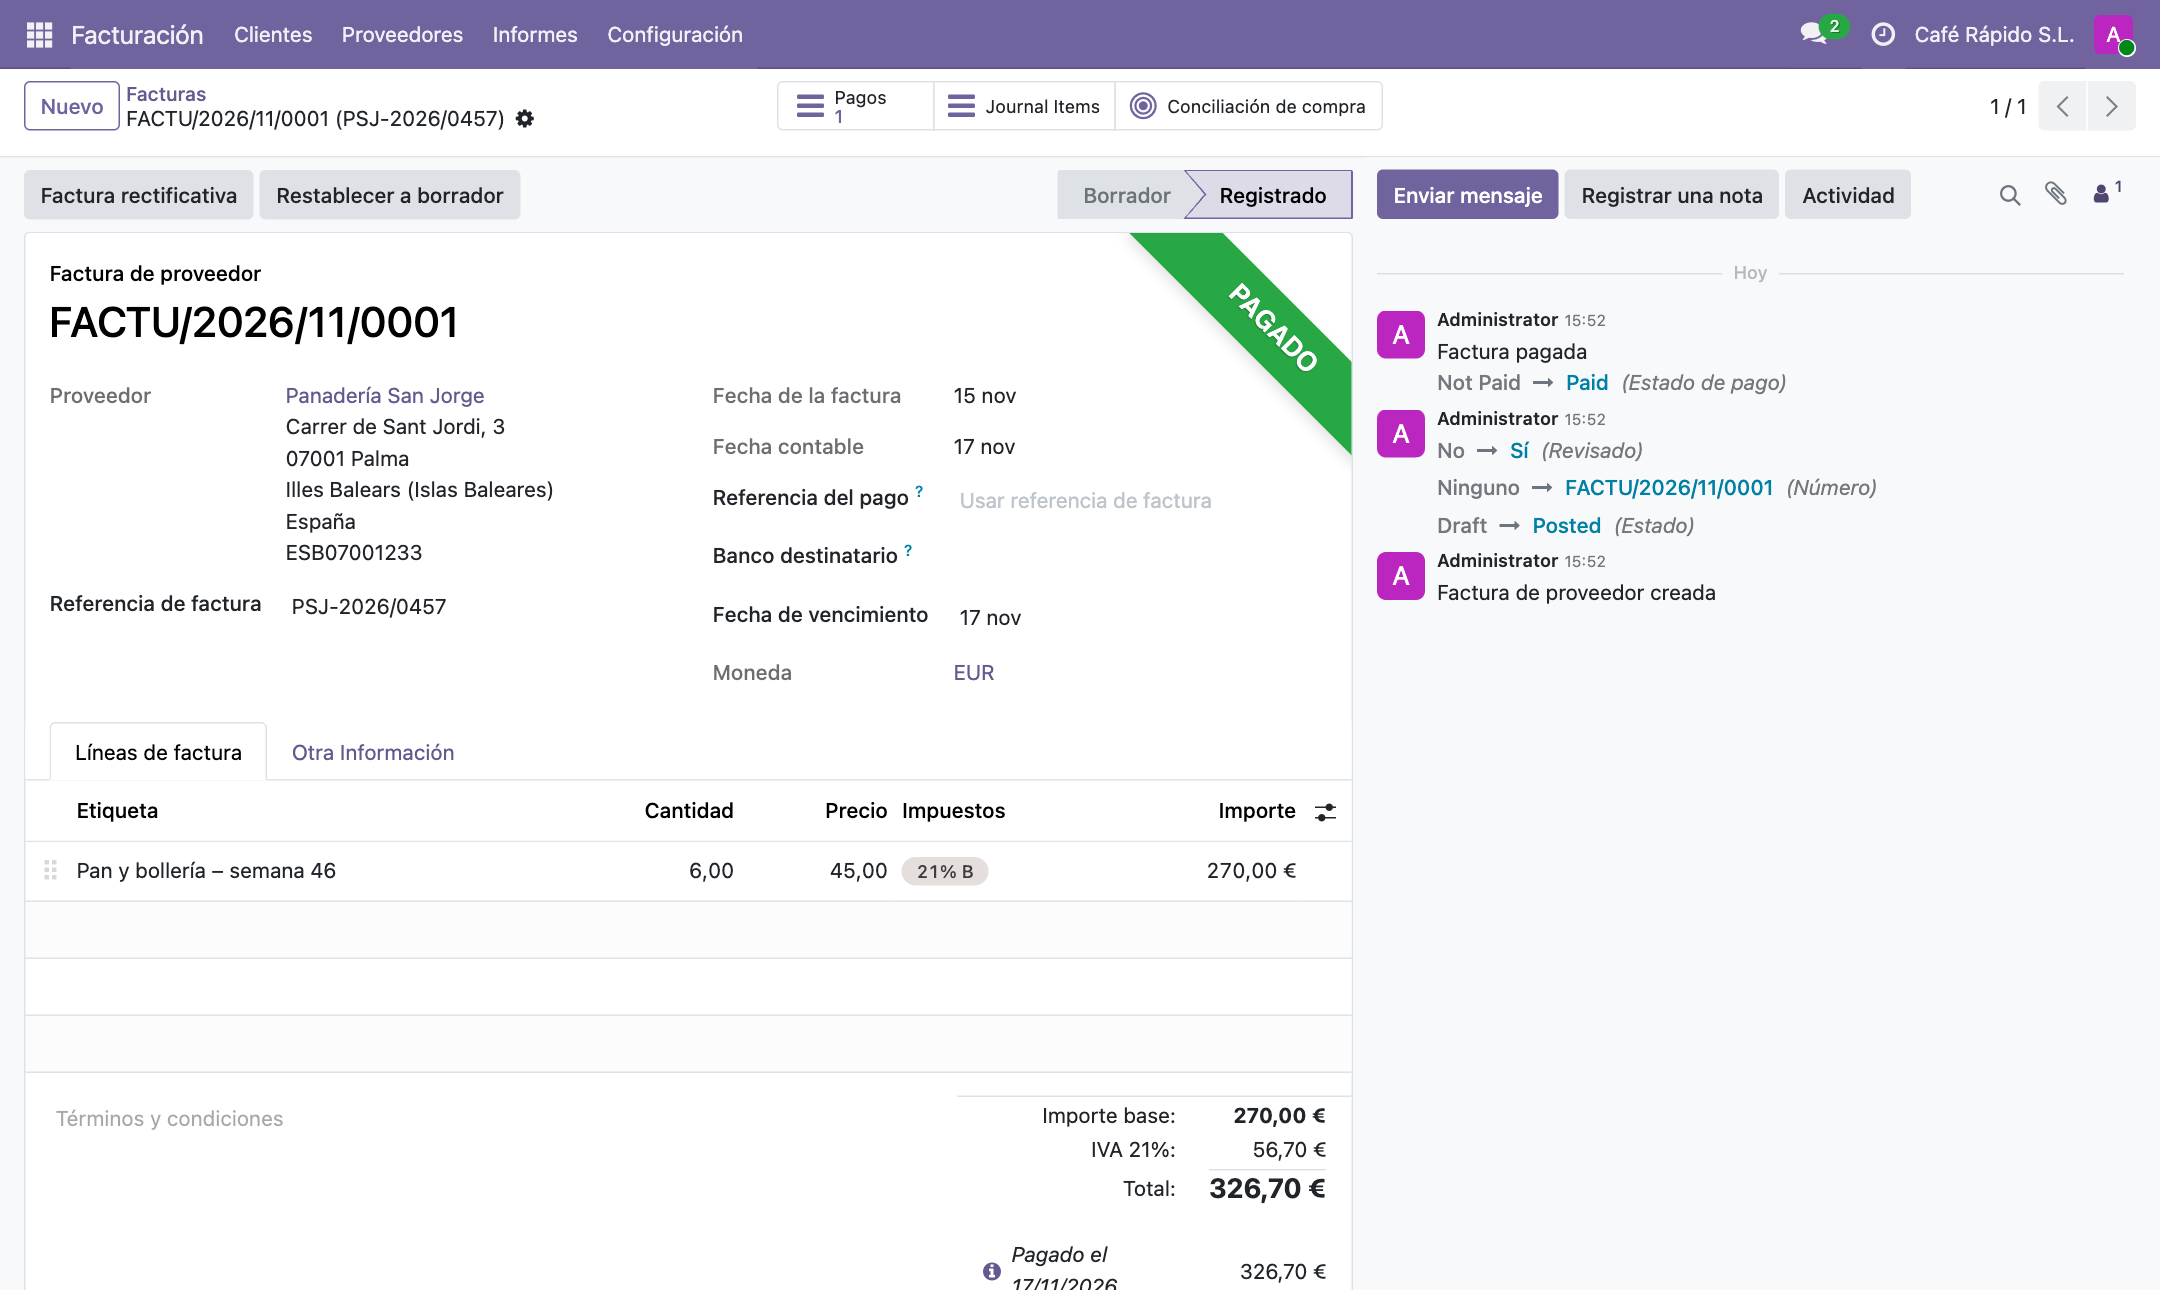 Facturación Clientes Proveedores Informes Configuración 2 Café Rápido S.L. A
Nuevo
Facturas
FACTU/2026/11/0001 (PSJ-2026/0457)
Pagos
1
Journal Items
Conciliación de compra
1 / 1
Factura rectificativa Restablecer a borrador Borrador Registrado
Enviar mensaje Registrar una nota Actividad 1
PAGADO
Factura de proveedor
FACTU/2026/11/0001
Proveedor Panadería San Jorge
Carrer de Sant Jordi, 3
07001 Palma
Illes Balears (Islas Baleares)
España
ESB07001233
Referencia de factura PSJ-2026/0457
Fecha de la factura 15 nov
Fecha contable 17 nov
Referencia del pago ? Usar referencia de factura
Banco destinatario ?
Fecha de vencimiento 17 nov
Moneda EUR
Líneas de factura Otra Información
Etiqueta Cantidad Precio Impuestos Importe
Pan y bollería – semana 46 6,00 45,00 21% B 270,00 €
Términos y condiciones
Importe base: 270,00 €
IVA 21%: 56,70 €
Total: 326,70 €
Pagado el
17/11/2026
326,70 €
Hoy
A
Administrator 15:52
Factura pagada
Not Paid → Paid (Estado de pago)
A
Administrator 15:52
No → Sí (Revisado)
Ninguno → FACTU/2026/11/0001 (Número)
Draft → Posted (Estado)
A
Administrator 15:52
Factura de proveedor creada